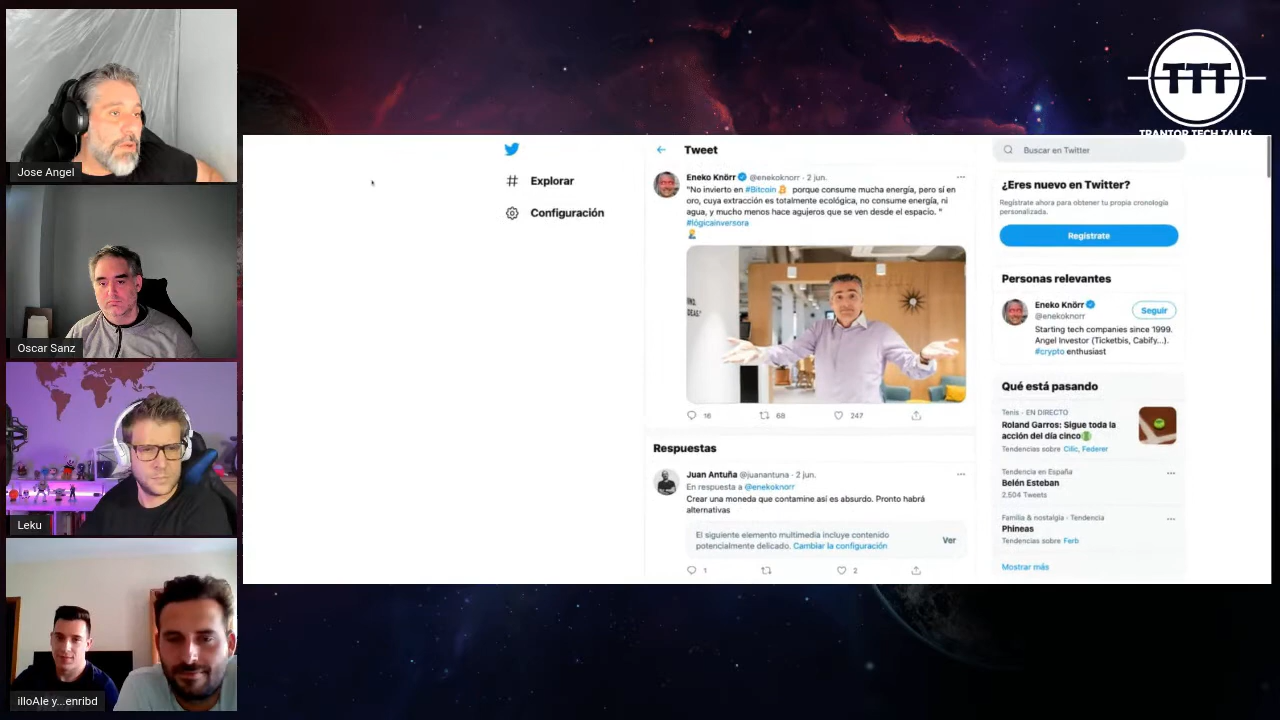 Jose Angel
Oscar Sanz
Leku
illoAle y...enribd
TTT
TRANTOR TECH TALKS
Explorar
Configuración
Tweet
Eneko Knörr @enekoknorr · 2 jun.
"No invierto en #Bitcoin porque consume mucha energía, pero sí en
oro, cuya extracción es totalmente ecológica, no consume energía, ni
agua, y mucho menos hace agujeros que se ven desde el espacio. "
#lógicainversora
16 68 247
Respuestas
Juan Antuña @juanantuna · 2 jun.
En respuesta a @enekoknorr
Crear una moneda que contamine así es absurdo. Pronto habrá
alternativas
El siguiente elemento multimedia incluye contenido
potencialmente delicado. Cambiar la configuración
Ver
1 2
Buscar en Twitter
¿Eres nuevo en Twitter?
Regístrate ahora para obtener tu propia cronología
personalizada.
Regístrate
Personas relevantes
Eneko Knörr
@enekoknorr
Seguir
Starting tech companies since 1999.
Angel Investor (Ticketbis, Cabify...).
#crypto enthusiast
Qué está pasando
Tenis · EN DIRECTO
Roland Garros: Sigue toda la
acción del día cinco
Tendencias sobre Cilic, Federer
Tendencia en España
Belén Esteban
2.504 Tweets
Familia & nostalgia · Tendencia
Phineas
Tendencias sobre Ferb
Mostrar más